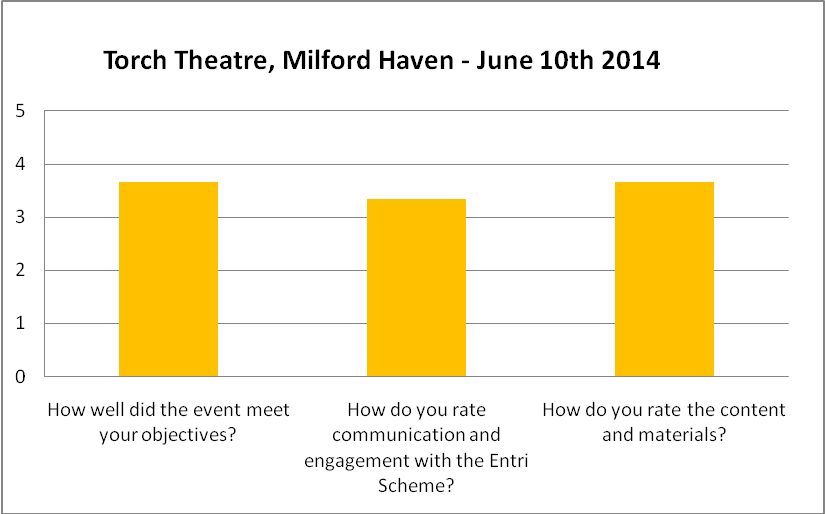 Torch Theatre, Milford Haven - June 10th 2014
5
4
3
2
1
0
How well did the event meet
your objectives?
How do you rate
communication and
engagement with the Entri
Scheme?
How do you rate the content
and materials?